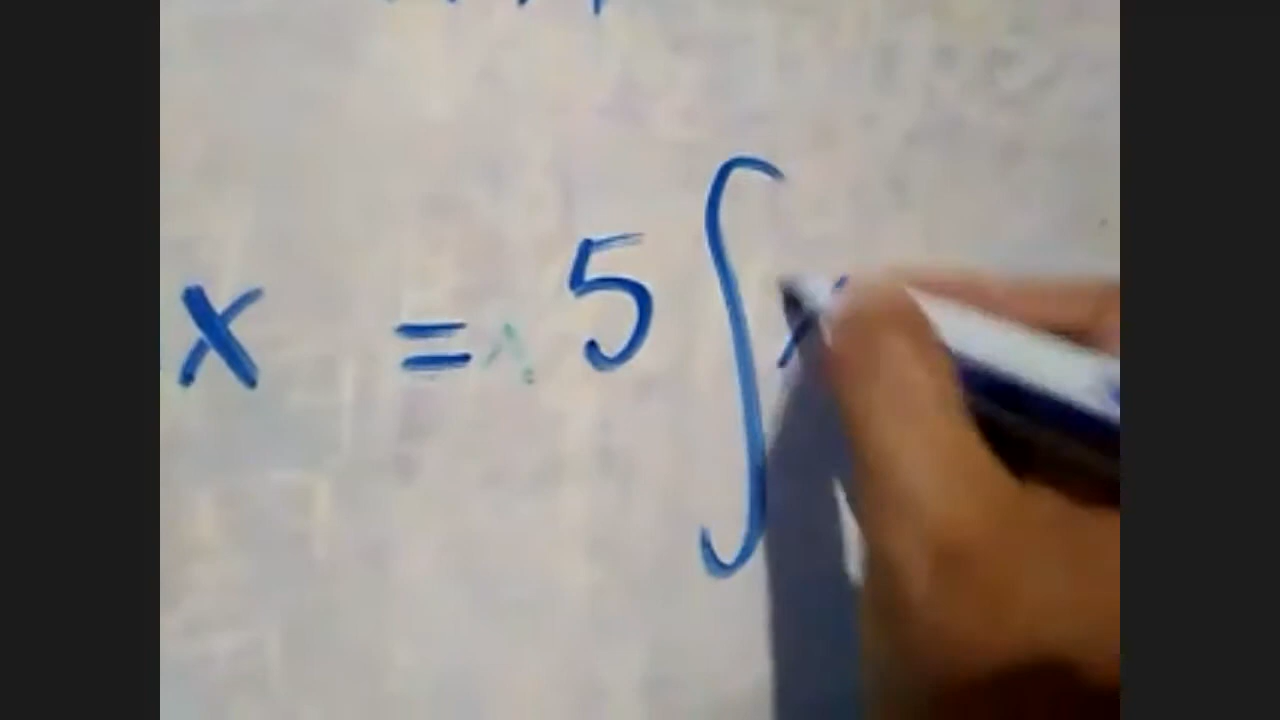 x = 5 ∫ x